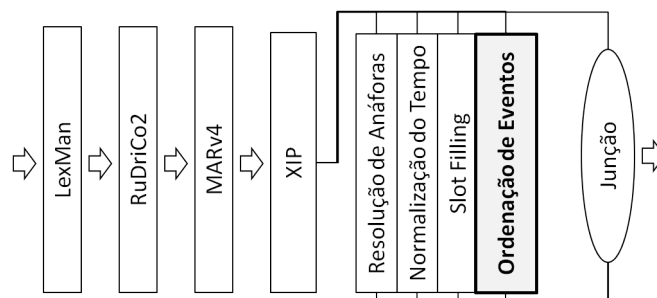 LexMan
RuDriCo2
MARv4
XIP
Resolução de Anáforas
Normalização do Tempo
Slot Filling
Ordenação de Eventos
Junção